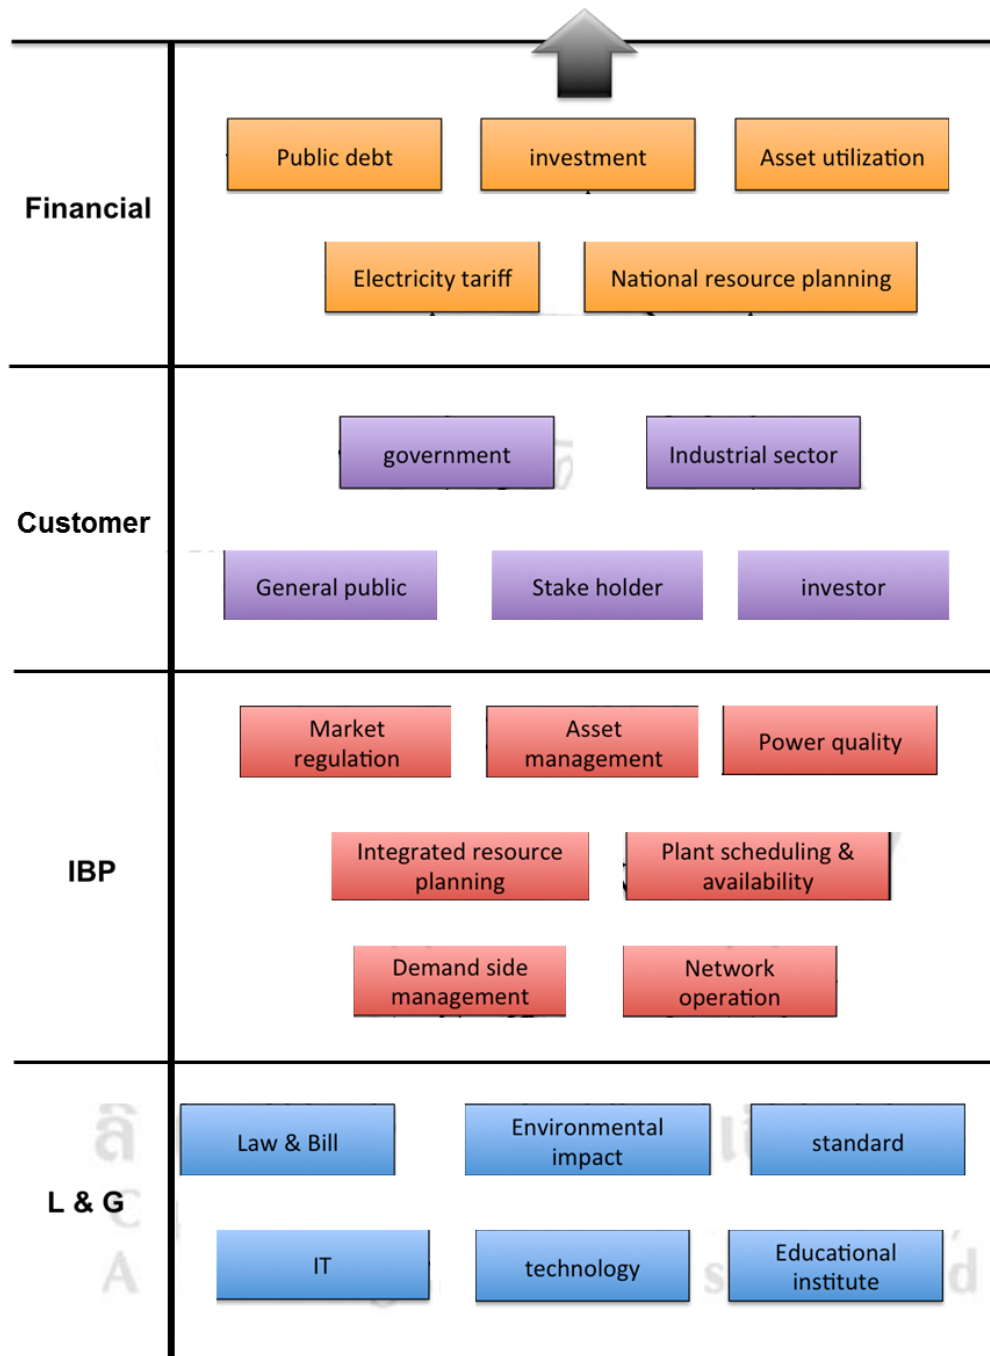 Financial
Public debt
investment
Asset utilization
Electricity tariff
National resource planning
Customer
government
Industrial sector
General public
Stake holder
investor
IBP
Market
regulation
Asset
management
Power quality
Integrated resource
planning
Plant scheduling &
availability
Demand side
management
Network
operation
L & G
Law & Bill
Environmental
impact
standard
IT
technology
Educational
institute